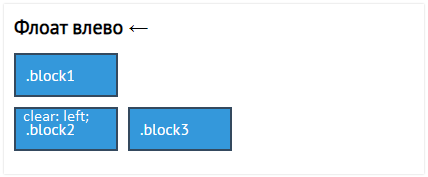 Флоат влево ←
.block1
clear: left;
.block2
.block3